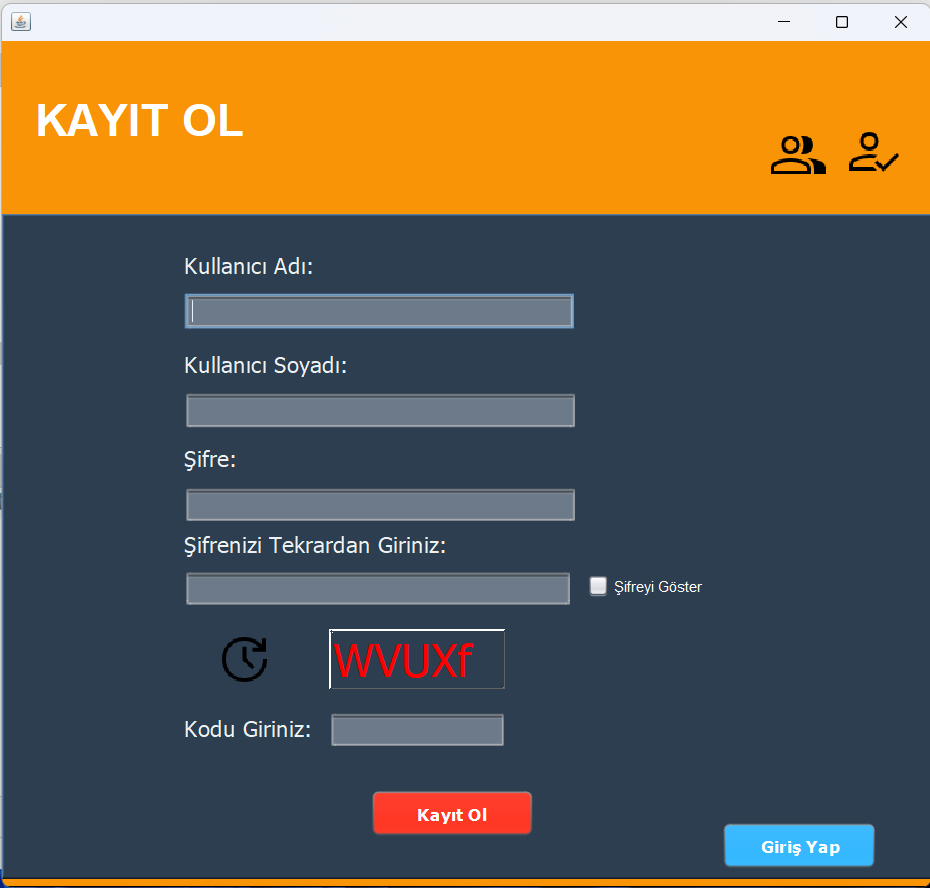 KAYIT OL
Kullanıcı Adı:
Kullanıcı Soyadı:
Şifre:
Şifrenizi Tekrardan Giriniz:
Şifreyi Göster
WVUXf
Kodu Giriniz:
Kayıt Ol
Giriş Yap